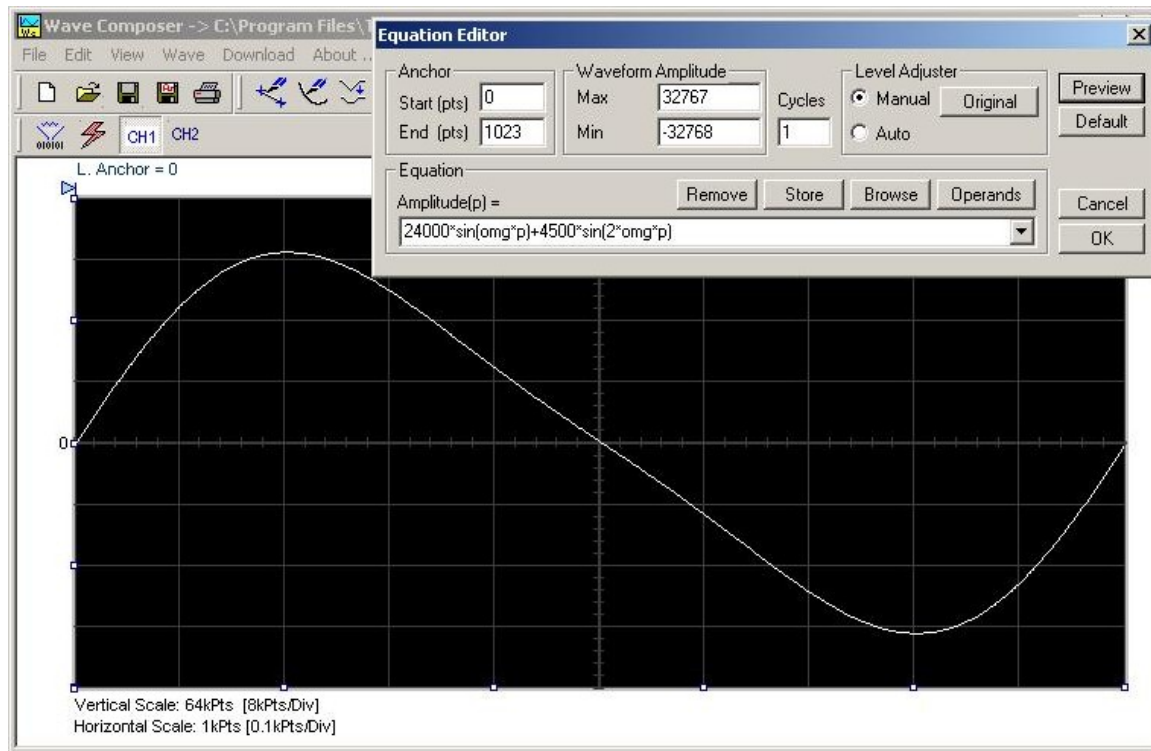 Wave Composer -> C:\Program Files\
File Edit View Wave Download About ..
CH1 CH2
L. Anchor = 0
Equation Editor
Anchor
Start (pts) 0
End (pts) 1023
Waveform Amplitude
Max 32767
Min -32768
Cycles
1
Level Adjuster
Manual
Original
Auto
Preview
Default
Cancel
OK
Equation
Amplitude(p) =
Remove Store Browse Operands
24000*sin(omg*p)+4500*sin(2*omg*p)
0
Vertical Scale: 64kPts [8kPts/Div]
Horizontal Scale: 1kPts [0.1kPts/Div]